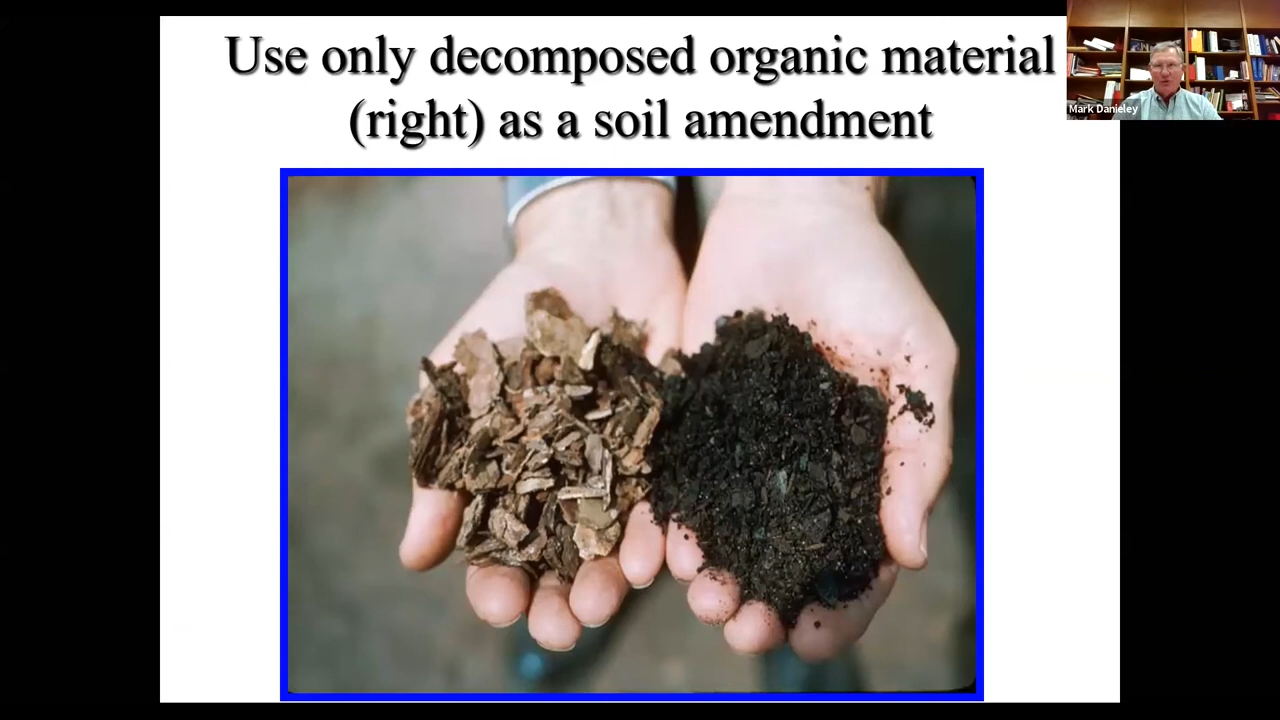 Use only decomposed organic material
(right) as a soil amendment
Mark Danieley